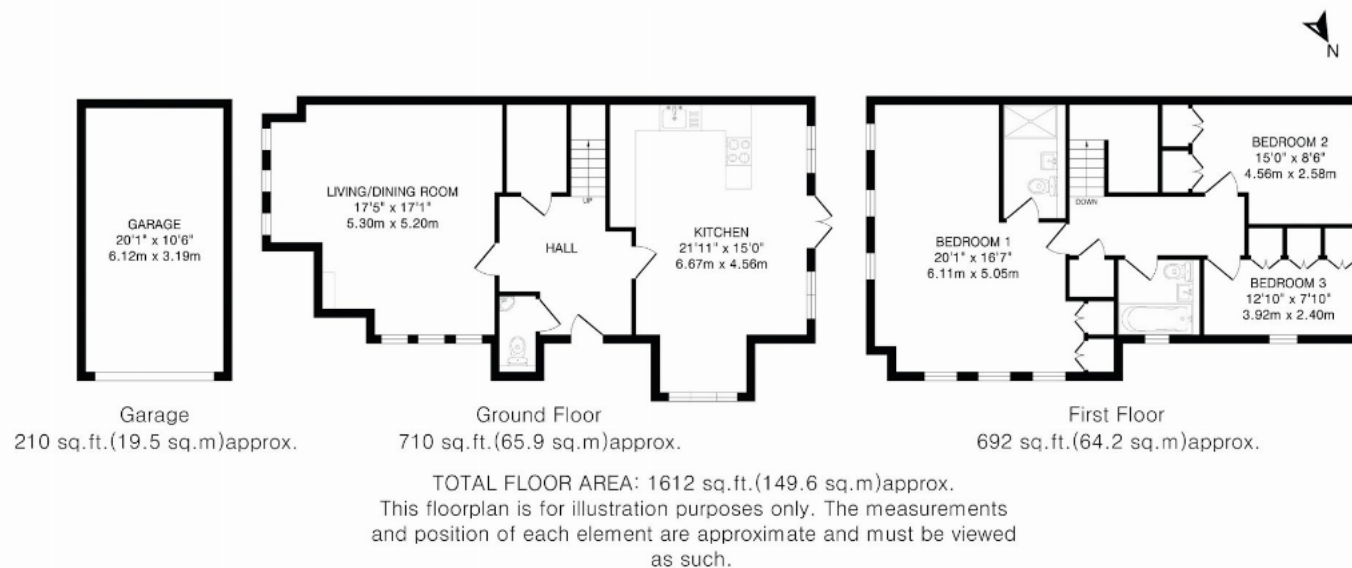 N
GARAGE
20'1" x 10'6"
6.12m x 3.19m
LIVING/DINING ROOM
17'5" x 17'1"
5.30m x 5.20m
UP
HALL
KITCHEN
21'11" x 15'0"
6.67m x 4.56m
BEDROOM 1
20'1" x 16'7"
6.11m x 5.05m
DOWN
BEDROOM 2
15'0" x 8'6"
4.56m x 2.58m
BEDROOM 3
12'10" x 7'10"
3.92m x 2.40m
Garage
210 sq.ft.(19.5 sq.m)approx.
Ground Floor
710 sq.ft.(65.9 sq.m)approx.
First Floor
692 sq.ft.(64.2 sq.m)approx.
TOTAL FLOOR AREA: 1612 sq.ft.(149.6 sq.m)approx.
This floorplan is for illustration purposes only. The measurements
and position of each element are approximate and must be viewed
as such.